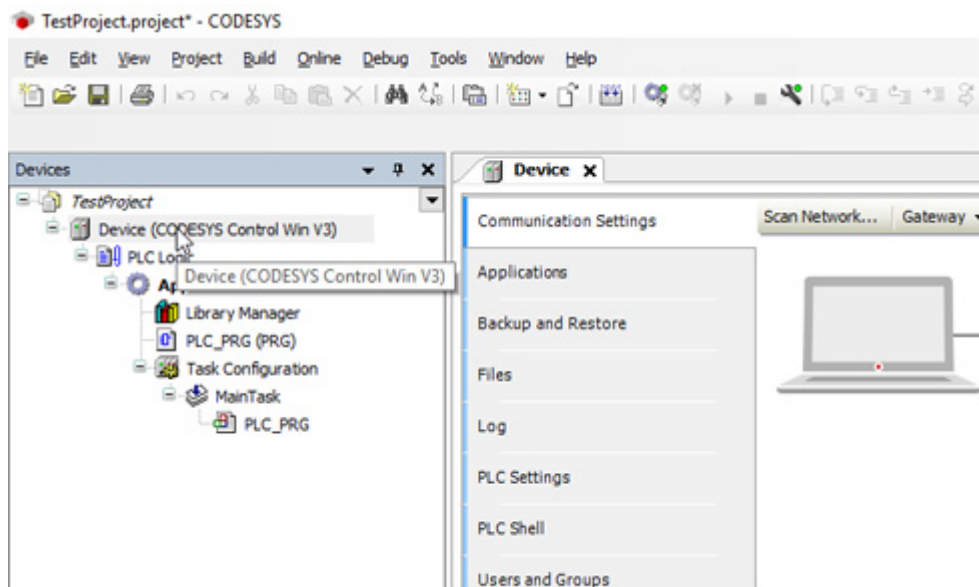 TestProject.project* - CODESYS
File Edit View Project Build Online Debug Tools Window Help
Devices
TestProject
Device (CODESYS Control Win V3)
PLC
Device (CODESYS Control Win V3)
Library Manager
PLC_PRG (PRG)
Task Configuration
MainTask
PLC_PRG
Device
Communication Settings
Applications
Backup and Restore
Files
Log
PLC Settings
PLC Shell
Users and Groups
Scan Network... Gateway